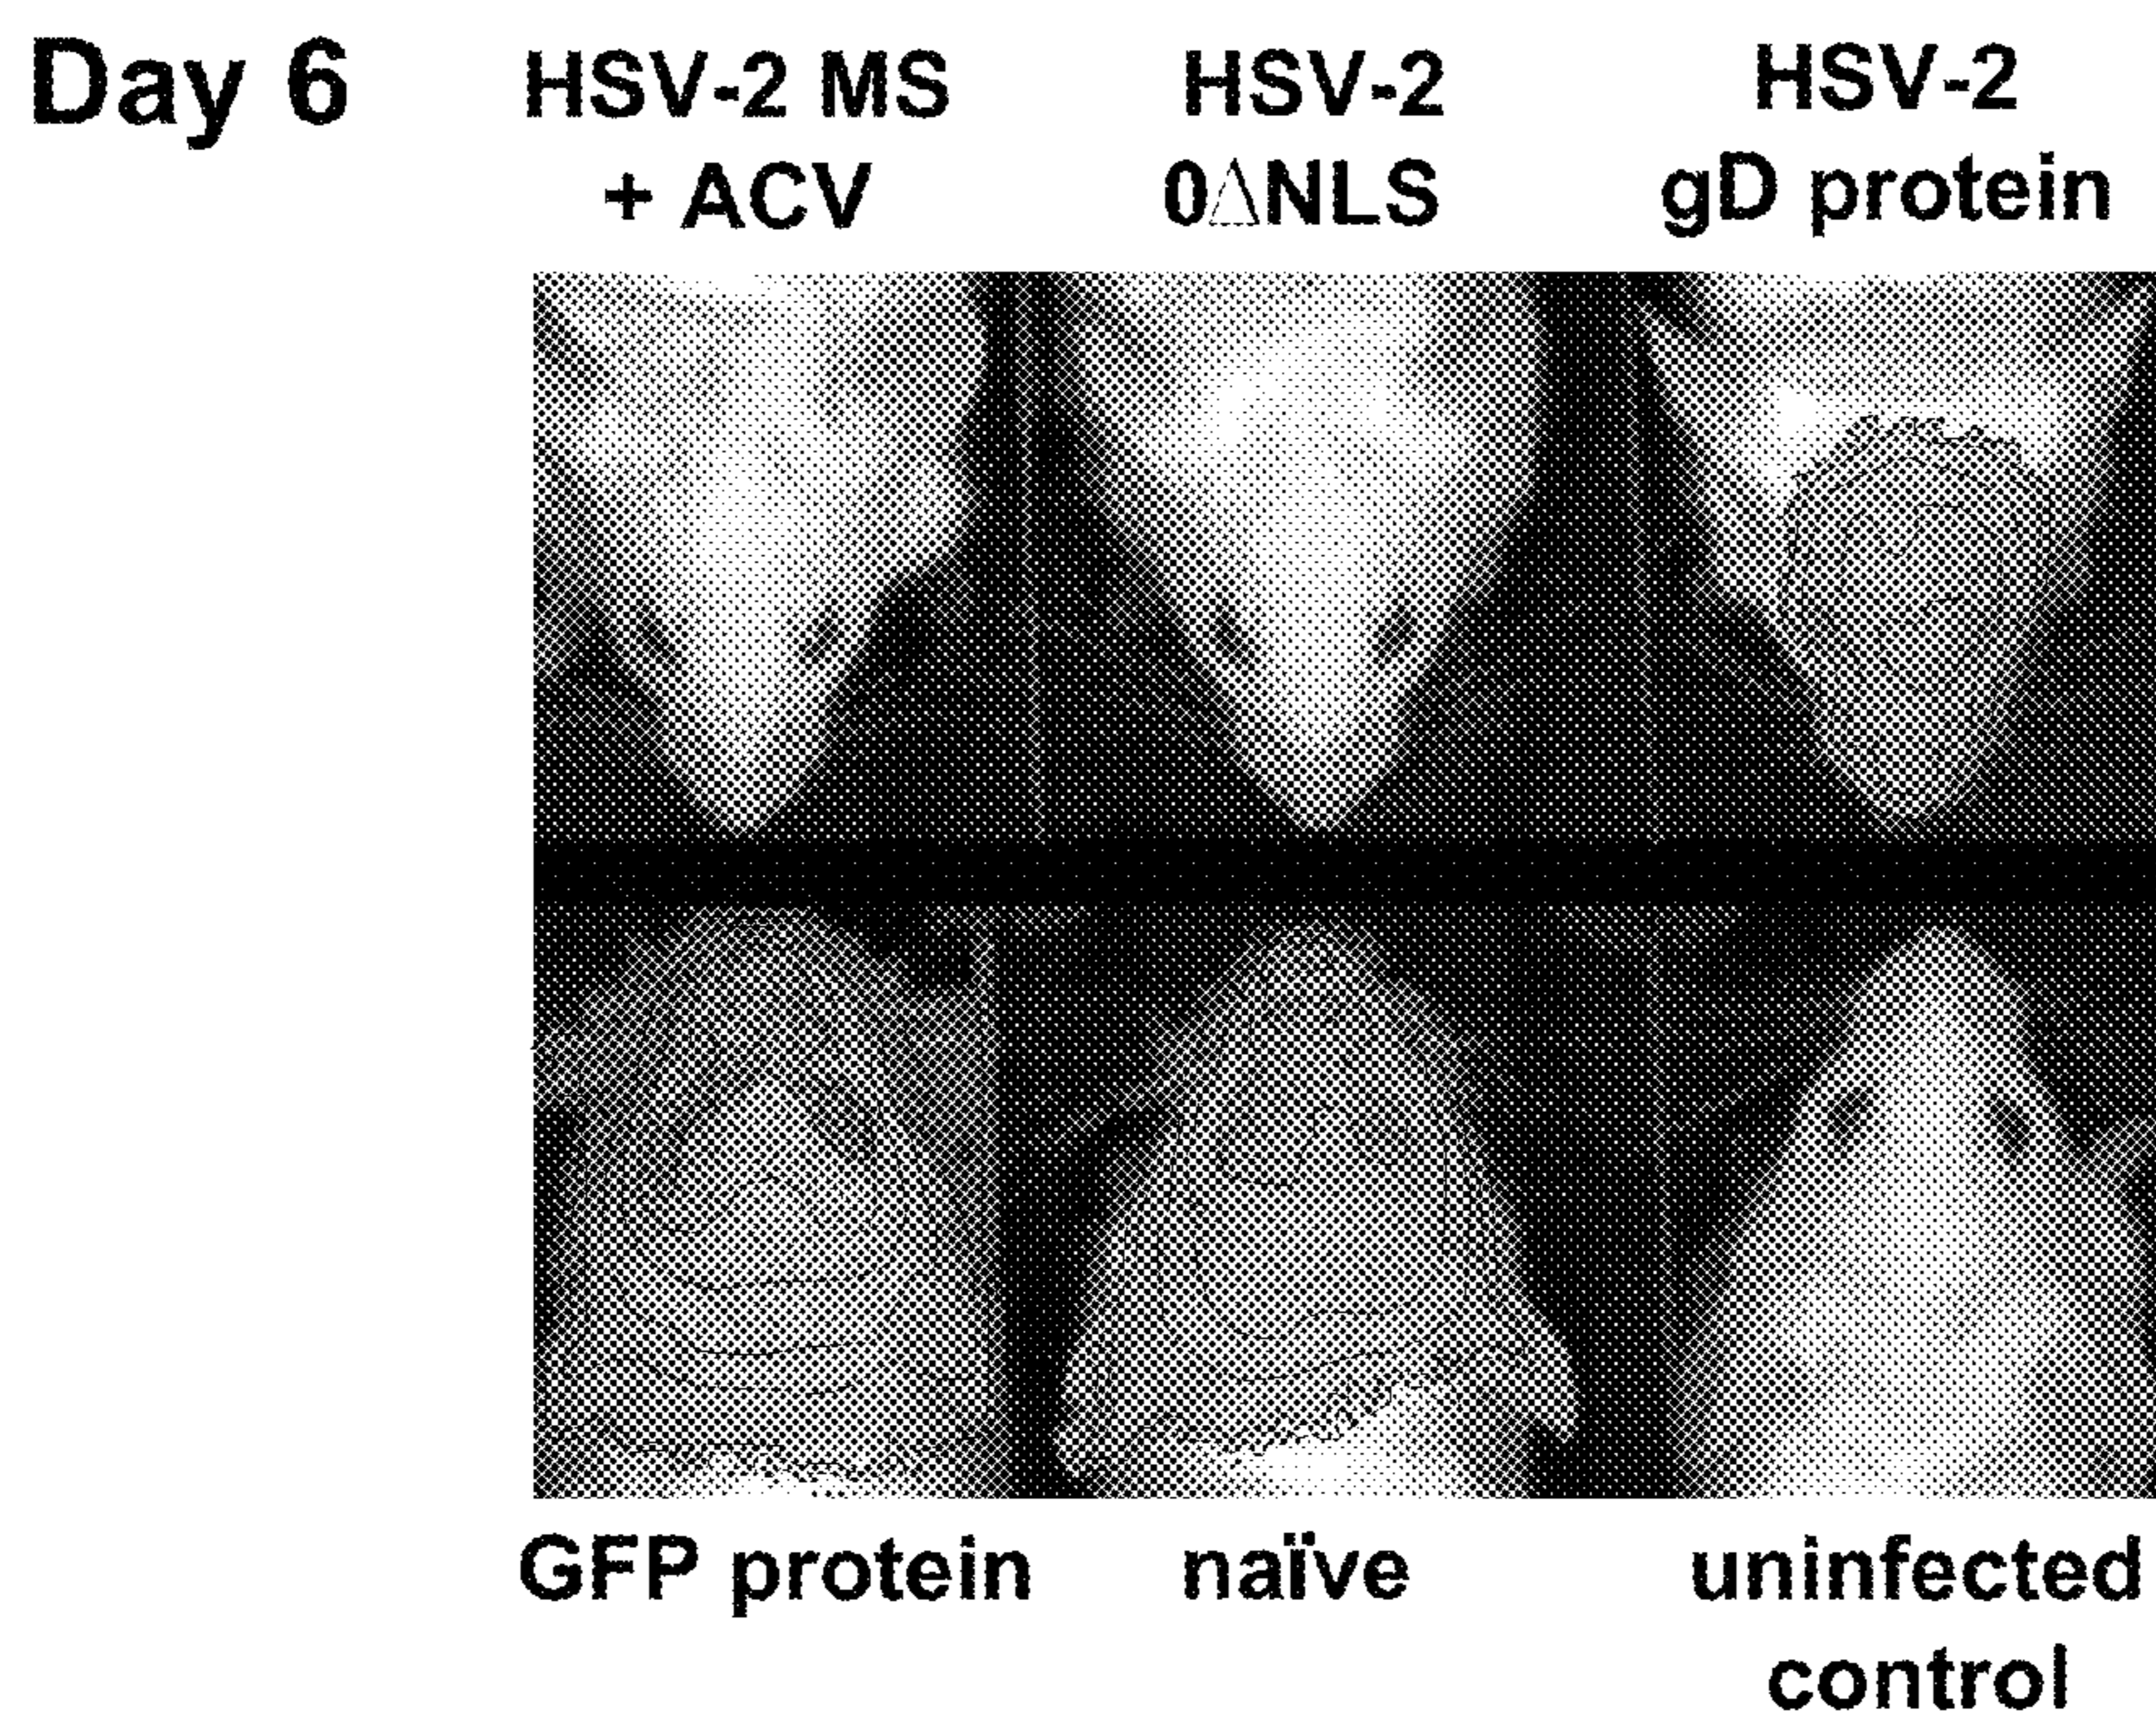 Day 6
HSV-2 MS
+ ACV
HSV-2
0ΔNLS
HSV-2
gD protein
GFP protein
naïve
uninfected
control